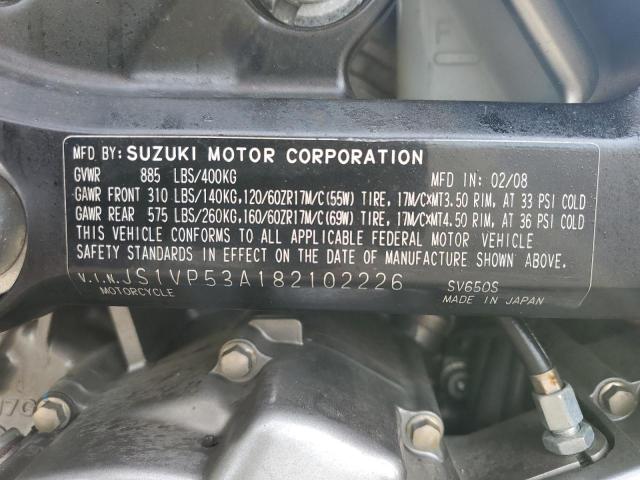 F
MFD BY: SUZUKI MOTOR CORPORATION
GVWR 885 LBS/400KG MFD IN: 02/08
GAWR FRONT 310 LBS/140KG,120/60ZR17M/C(55W) TIRE, 17M/C×MT3.50 RIM, AT 33 PSI COLD
GAWR REAR 575 LBS/260KG,160/60ZR17M/C(69W) TIRE, 17M/C×MT4.50 RIM, AT 36 PSI COLD
THIS VEHICLE CONFORMS TO ALL APPLICABLE FEDERAL MOTOR VEHICLE
SAFETY STANDARDS IN EFFECT ON THE DATE OF MANUFACTURE SHOWN ABOVE.
V.I.N. JS1VP53A182102226 SV650S
MOTORCYCLE MADE IN JAPAN